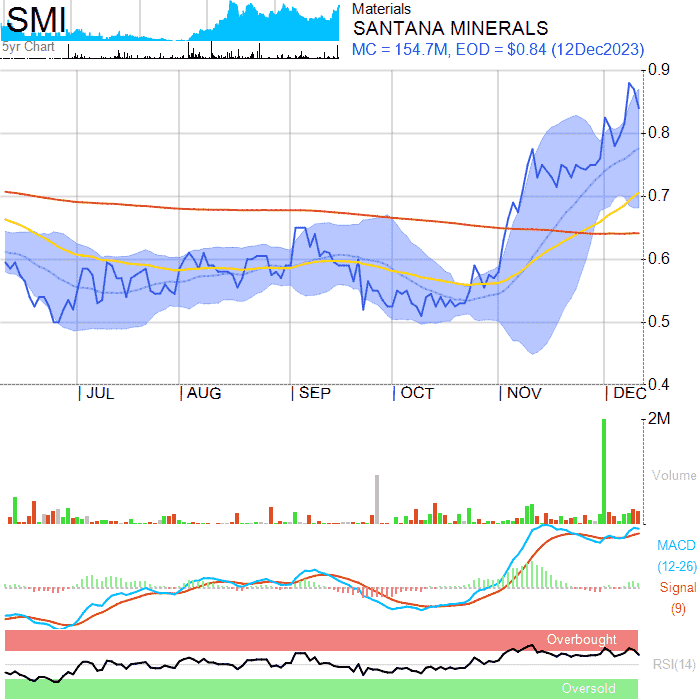 SMI
5yr Chart
Materials
SANTANA MINERALS
MC = 154.7M, EOD = $0.84 (12Dec2023)
0.9
0.8
0.7
0.6
0.5
0.4
JUL AUG SEP OCT NOV DEC
2M
Volume
MACD
(12-26)
Signal
(9)
Overbought
RSI(14)
Oversold